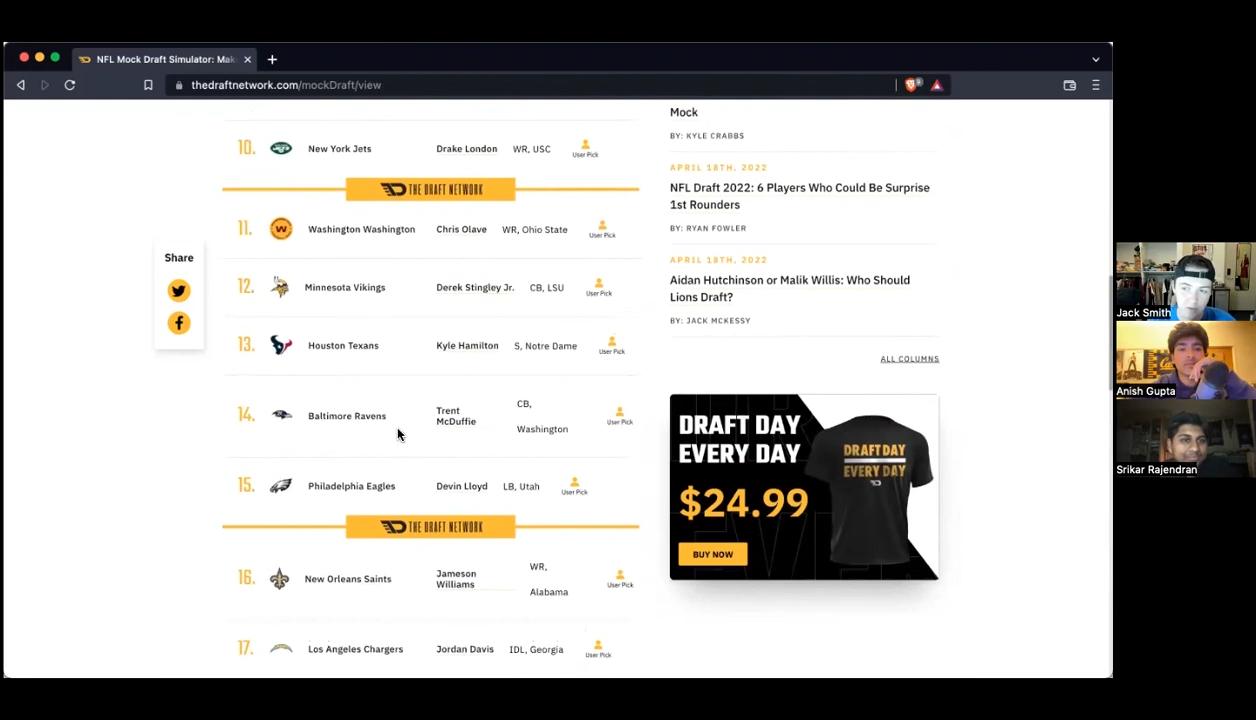 NFL Mock Draft Simulator: Mak
thedraftnetwork.com/mockDraft/view
10. New York Jets Drake London WR, USC User Pick
THE DRAFT NETWORK
11. Washington Washington Chris Olave WR, Ohio State User Pick
12. Minnesota Vikings Derek Stingley Jr. CB, LSU User Pick
13. Houston Texans Kyle Hamilton S, Notre Dame User Pick
14. Baltimore Ravens Trent McDuffie CB, Washington User Pick
15. Philadelphia Eagles Devin Lloyd LB, Utah User Pick
THE DRAFT NETWORK
16. New Orleans Saints Jameson Williams WR, Alabama User Pick
17. Los Angeles Chargers Jordan Davis IDL, Georgia User Pick
Share
Mock
BY: KYLE CRABBS
APRIL 18TH, 2022
NFL Draft 2022: 6 Players Who Could Be Surprise
1st Rounders
BY: RYAN FOWLER
APRIL 18TH, 2022
Aidan Hutchinson or Malik Willis: Who Should
Lions Draft?
BY: JACK MCKESSY
ALL COLUMNS
DRAFT DAY
EVERY DAY
$24.99
BUY NOW
DRAFT DAY
EVERY DAY
Jack Smith
Anish Gupta
Srikar Rajendran